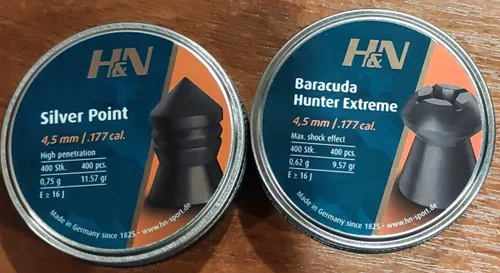 H&N
Silver Point
4,5 mm / .177 cal.
High penetration
400 Stk. 400 pcs.
0,75 g 11.57 gr
E ≥ 16 J
Made in Germany since 1825 • www.hn-sport.de •
H&N
Baracuda
Hunter Extreme
4,5 mm / .177 cal.
Max. shock effect
400 Stk. 400 pcs.
0,62 g 9.57 gr
E ≥ 16 J
Made in Germany since 1825 • www.hn-sport.de •